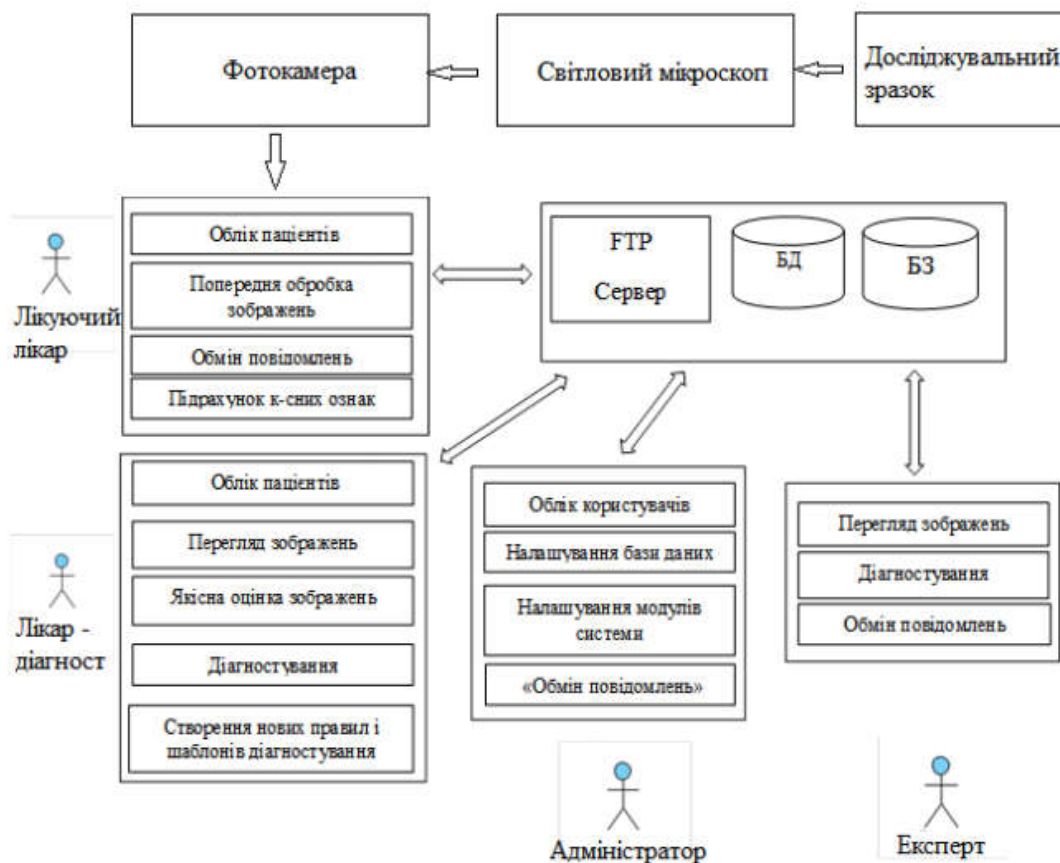 Фотокамера
Світловий мікроскоп
Досліджувальний
зразок
Лікуючий
лікар
Облік пацієнтів
Попередня обробка
зображень
Обмін повідомлень
Підрахунок к-сних ознак
FTP
Сервер
БД
БЗ
Лікар -
діагност
Облік пацієнтів
Перегляд зображень
Якісна оцінка зображень
Діагностування
Створення нових правил і
шаблонів діагностування
Облік користувачів
Налашування бази даних
Налашування модулів
системи
«Обмін повідомлень»
Перегляд зображень
Діагностування
Обмін повідомлень
Адміністратор
Експерт